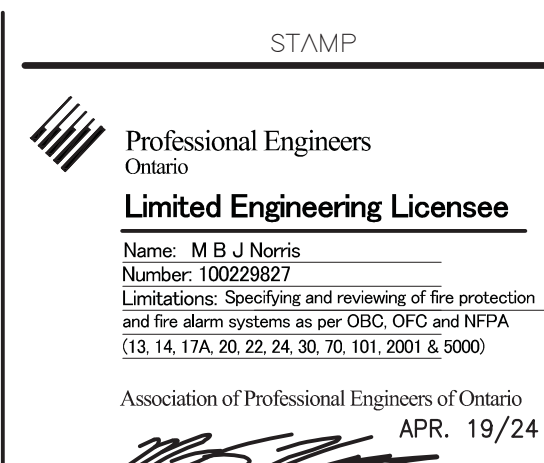 STAMP
Professional Engineers
Ontario
Limited Engineering Licensee
Name: M B J Norris
Number: 100229827
Limitations: Specifying and reviewing of fire protection
and fire alarm systems as per OBC, OFC and NFPA
(13, 14, 17A, 20, 22, 24, 30, 70, 101, 2001 & 5000)
Association of Professional Engineers of Ontario
APR. 19/24